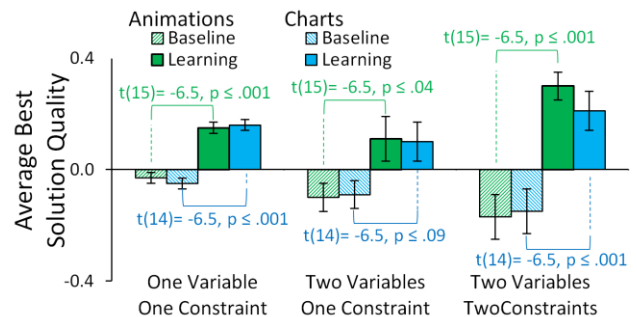 Animations Charts
Baseline Baseline
Learning Learning
Average Best
Solution Quality
0.4
0.0
-0.4
t(15)= -6.5, p ≤ .001
t(15)= -6.5, p ≤ .001
t(15)= -6.5, p ≤ .04
t(14)= -6.5, p ≤ .001
t(14)= -6.5, p ≤ .09
t(14)= -6.5, p ≤ .001
One Variable
One Constraint
Two Variables
One Constraint
Two Variables
TwoConstraints